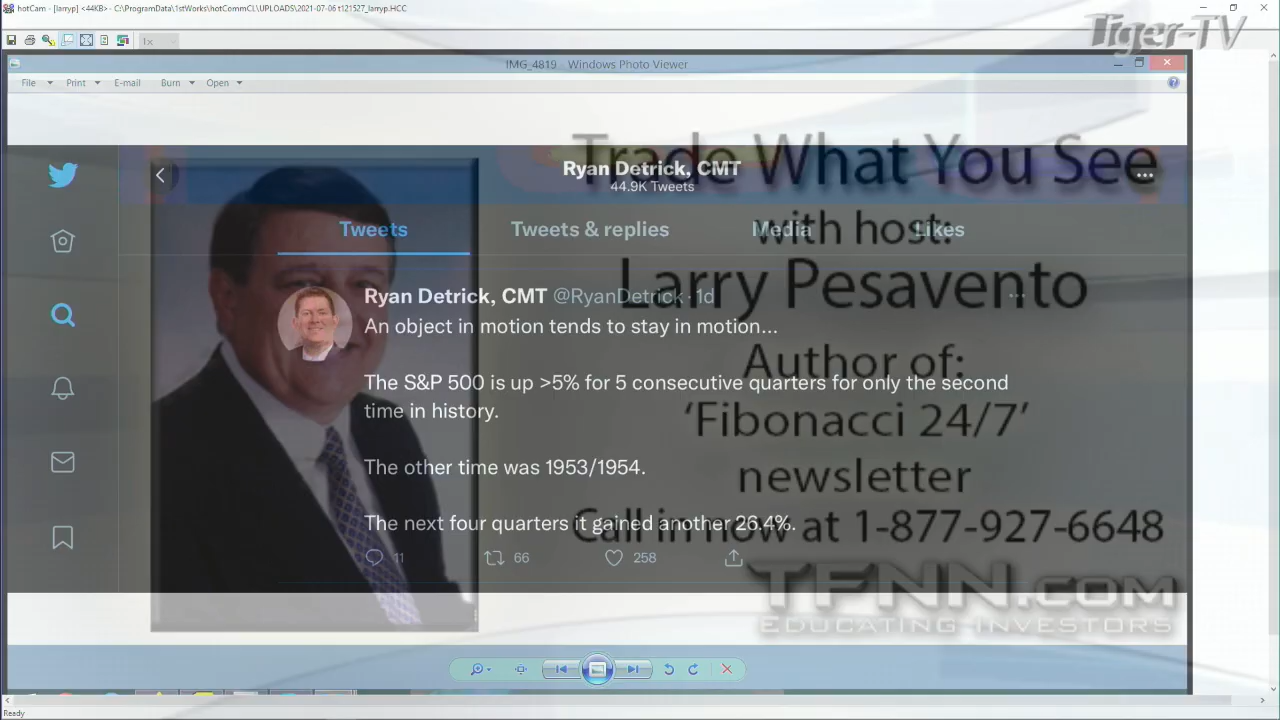 hotCam - [larryp] <44KB> - C:\ProgramData\1stWorks\hotCommCL\UPLOADS\2021-07-06 t121527_larryp.HCC
Tiger-TV
1x
IMG_4819 - Windows Photo Viewer
File Print E-mail Burn Open
Trade What You See
Ryan Detrick, CMT
44.9K Tweets
Tweets Tweets & replies Media Likes
with host:
Larry Pesavento
Ryan Detrick, CMT @RyanDetrick · 1d
An object in motion tends to stay in motion...
Author of:
The S&P 500 is up >5% for 5 consecutive quarters for only the second
time in history.
'Fibonacci 24/7'
newsletter
The other time was 1953/1954.
The next four quarters it gained another 26.4%.
Call in now at 1-877-927-6648
11 66 258
TFNN.COM
EDUCATING INVESTORS
Ready